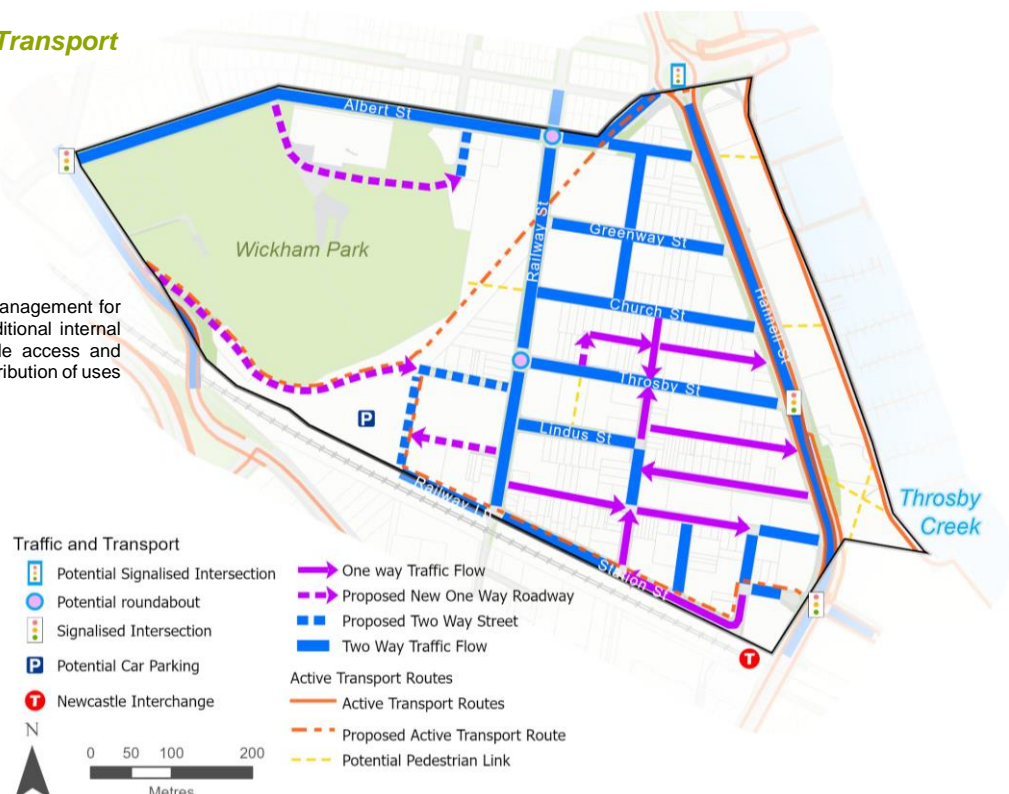 Transport
Albert St
Railway St
Wickham Park
Greenway St
Hannell St
Church St
Throsby St
Lindus St
Throsby
Creek
Railway Ln
Station St
P
T
anagement for
ditional internal
le access and
ribution of uses
Traffic and Transport
Potential Signalised Intersection
Potential roundabout
Signalised Intersection
P Potential Car Parking
T Newcastle Interchange
One way Traffic Flow
Proposed New One Way Roadway
Proposed Two Way Street
Two Way Traffic Flow
Active Transport Routes
Active Transport Routes
Proposed Active Transport Route
Potential Pedestrian Link
N
0 50 100 200
Metres